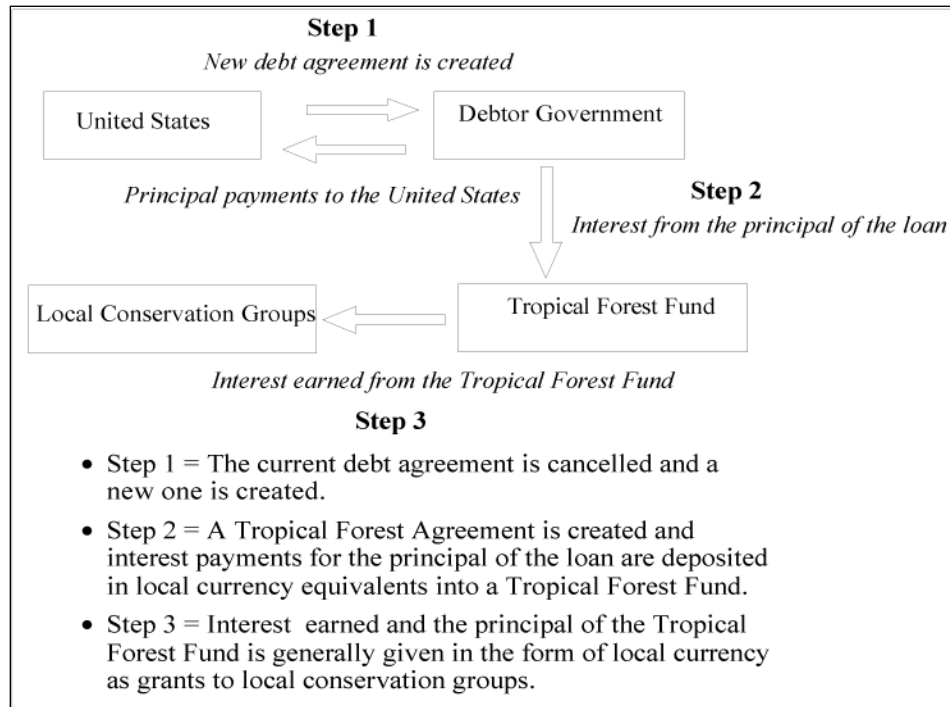 Step 1
New debt agreement is created
United States
Debtor Government
Principal payments to the United States
Step 2
Interest from the principal of the loan
Local Conservation Groups
Tropical Forest Fund
Interest earned from the Tropical Forest Fund
Step 3
• Step 1 = The current debt agreement is cancelled and a
new one is created.
• Step 2 = A Tropical Forest Agreement is created and
interest payments for the principal of the loan are deposited
in local currency equivalents into a Tropical Forest Fund.
• Step 3 = Interest earned and the principal of the Tropical
Forest Fund is generally given in the form of local currency
as grants to local conservation groups.